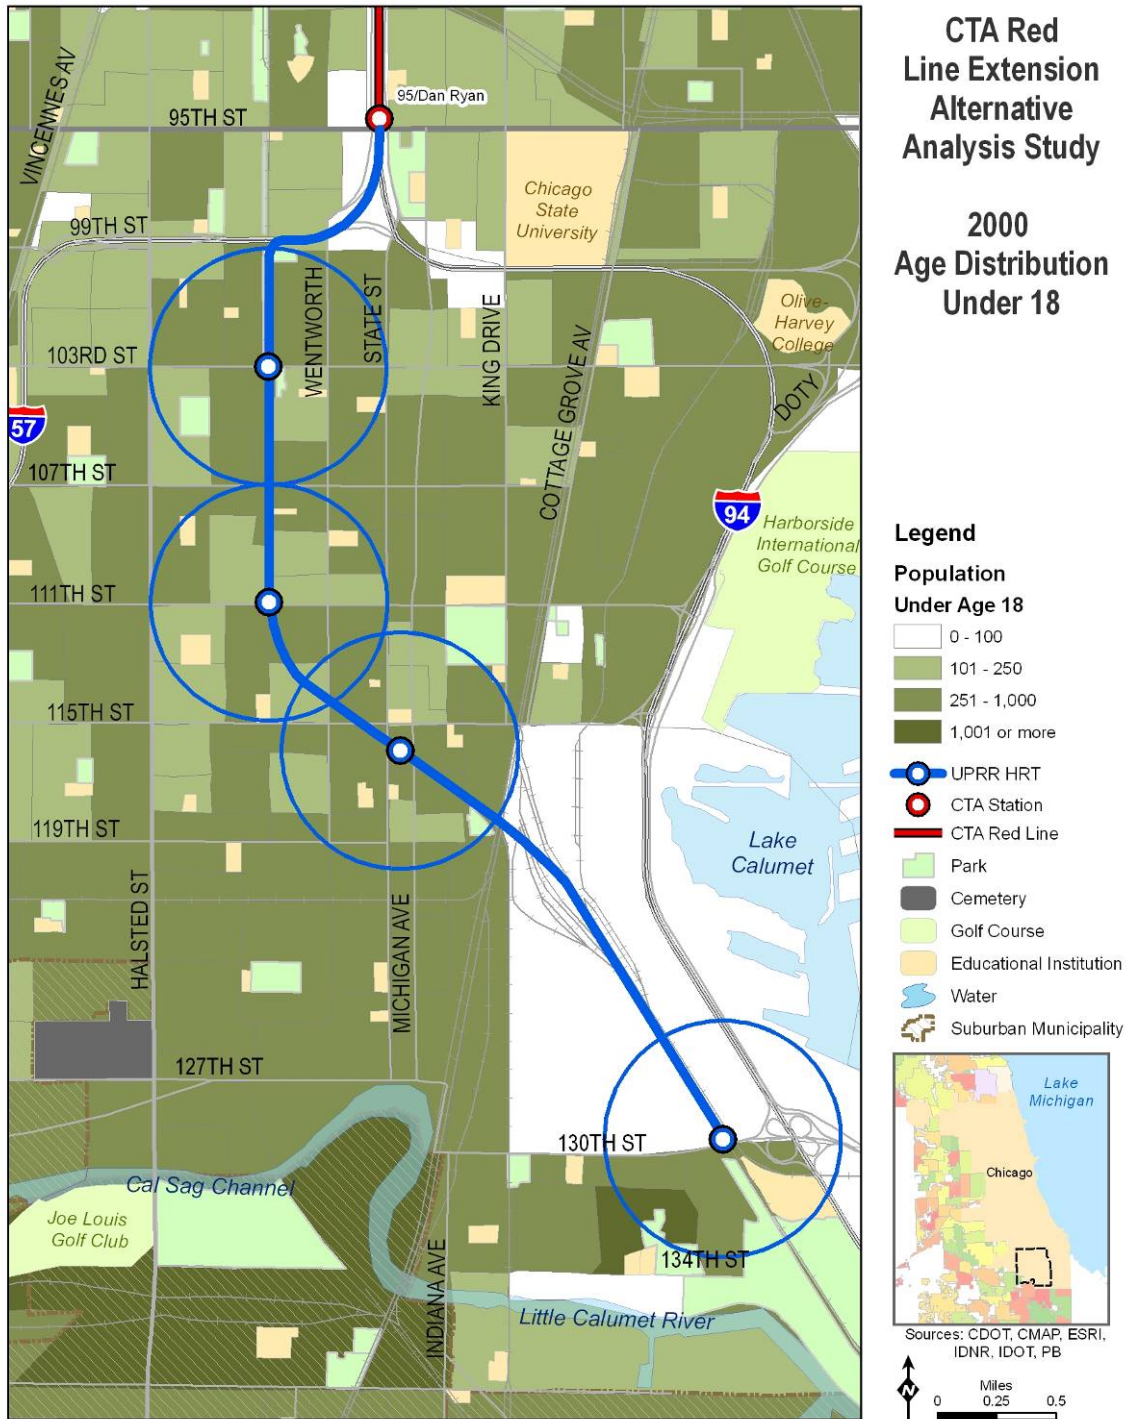 CTA Red
Line Extension
Alternative
Analysis Study
2000
Age Distribution
Under 18
VINCENNES AV
95/Dan Ryan
95TH ST
Chicago
State
University
99TH ST
WENTWORTH
STATE ST
KING DRIVE
COTTAGE GROVE AV
Olive-
Harvey
College
103RD ST
DOTY
57
107TH ST
94
Harborside
International
Golf Course
111TH ST
115TH ST
119TH ST
Lake
Calumet
HALSTED ST
MICHIGAN AVE
127TH ST
130TH ST
Cal Sag Channel
Joe Louis
Golf Club
INDIANA AVE
134TH ST
Little Calumet River
Legend
Population
Under Age 18
0 - 100
101 - 250
251 - 1,000
1,001 or more
UPRR HRT
CTA Station
CTA Red Line
Park
Cemetery
Golf Course
Educational Institution
Water
Suburban Municipality
Lake
Michigan
Chicago
Sources: CDOT, CMAP, ESRI,
IDNR, IDOT, PB
N
Miles
0 0.25 0.5